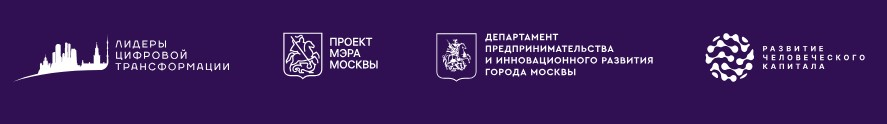 ЛИДЕРЫ
ЦИФРОВОЙ
ТРАНСФОРМАЦИИ
ПРОЕКТ
МЭРА
МОСКВЫ
ДЕПАРТАМЕНТ
ПРЕДПРИНИМАТЕЛЬСТВА
И ИННОВАЦИОННОГО РАЗВИТИЯ
ГОРОДА МОСКВЫ
РАЗВИТИЕ
ЧЕЛОВЕЧЕСКОГО
КАПИТАЛА